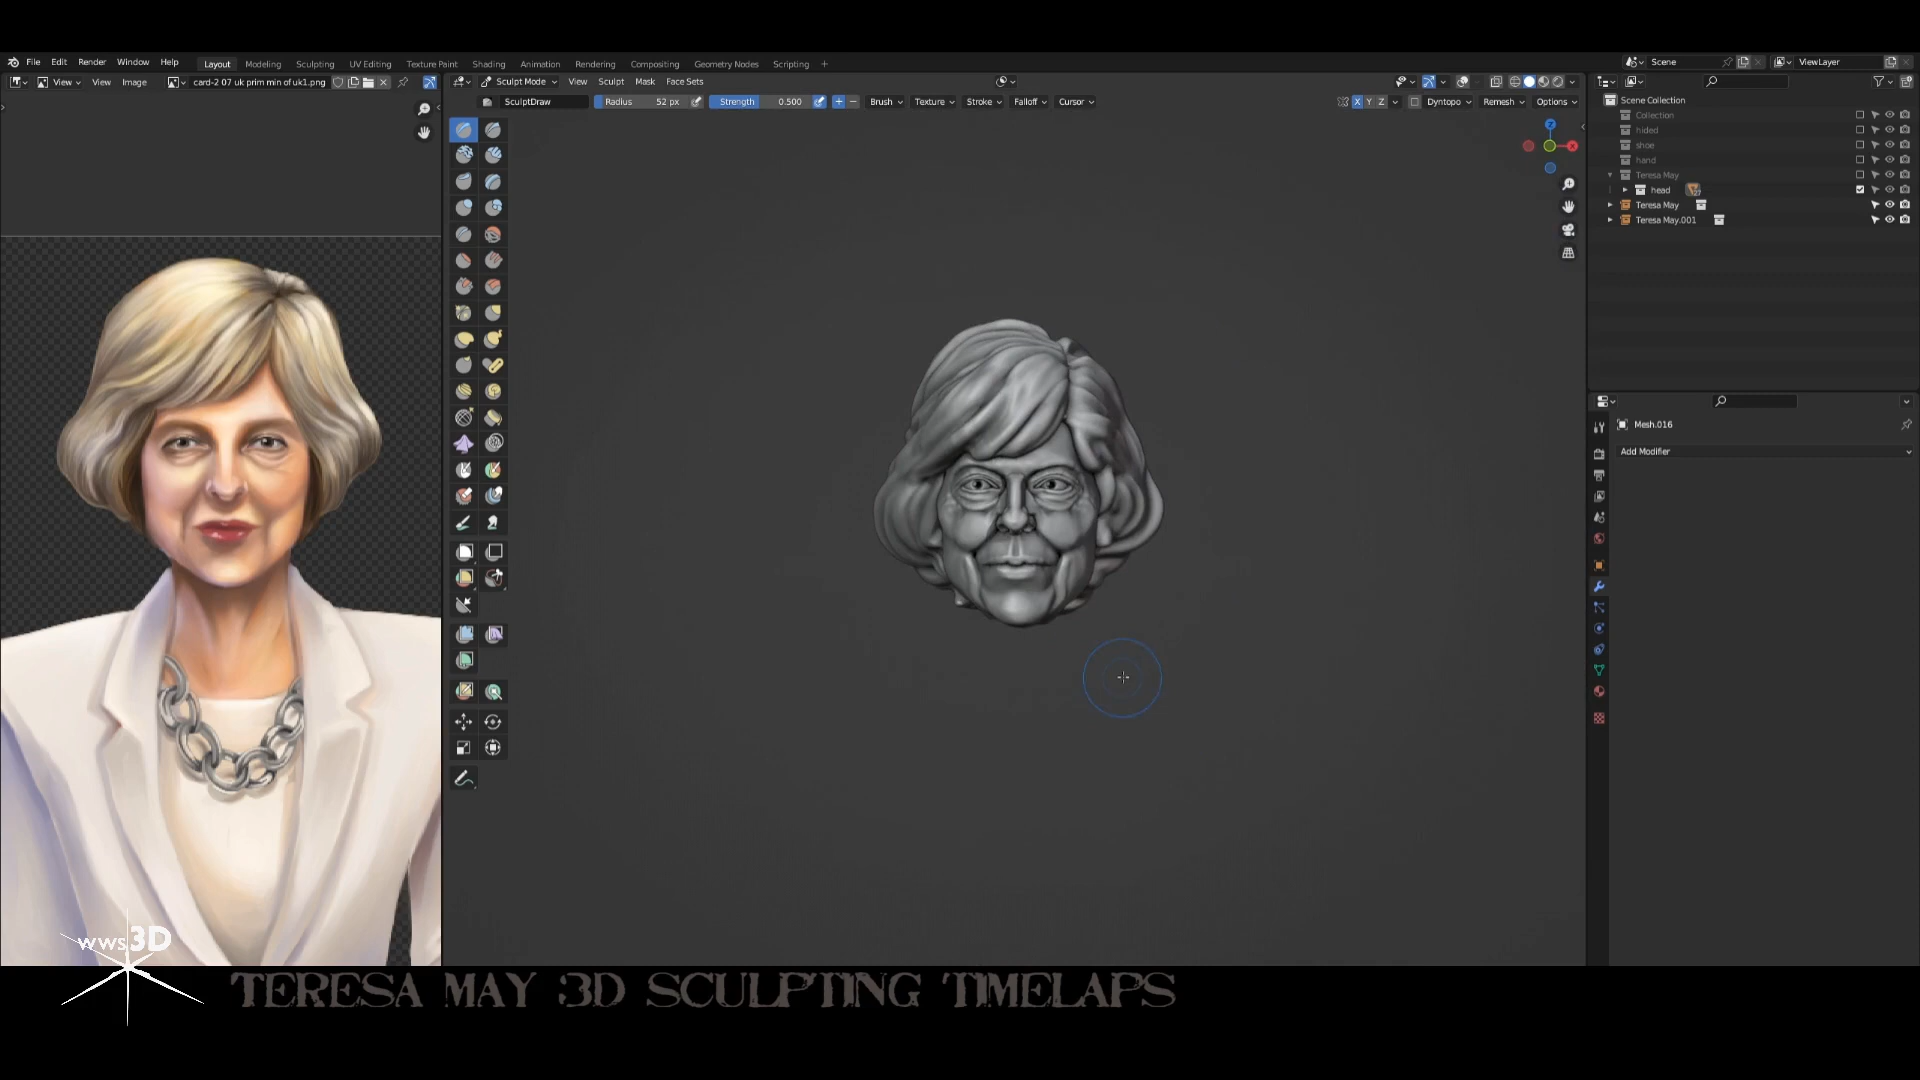 File Edit Render Window Help Layout Modeling Sculpting UV Editing Texture Paint Shading Animation Rendering Compositing Geometry Nodes Scripting + Scene ViewLayer
View View Image card-2 07 uk prim min of uk1.png Sculpt Mode View Sculpt Mask Face Sets
SculptDraw Radius 52 px Strength 0.500 Brush Texture Stroke Falloff Cursor X Y Z Dyntopo Remesh Options
Scene Collection
Collection
hided
shoe
hand
Teresa May
head
Teresa May
Teresa May.001
Z
X
Mesh.016
Add Modifier
wws3D
TERESA MAY 3D SCULPTING TIMELAPS